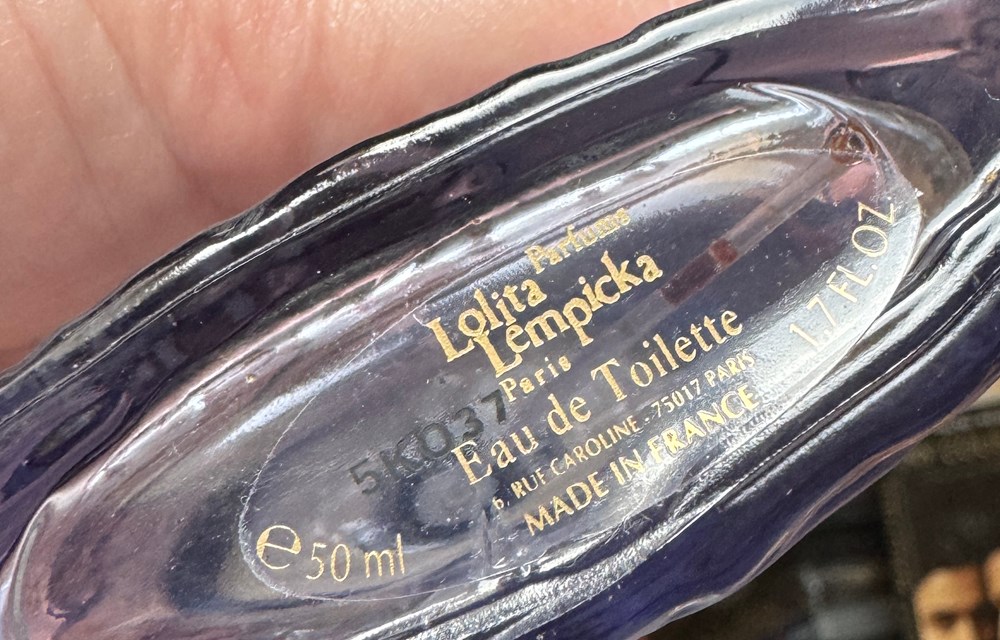 Parfums
Lolita
Lempicka
Paris
5K037
Eau de Toilette
6, RUE CAROLINE - 75017 PARIS
MADE IN FRANCE
℮ 50 ml
1.7 FL.OZ